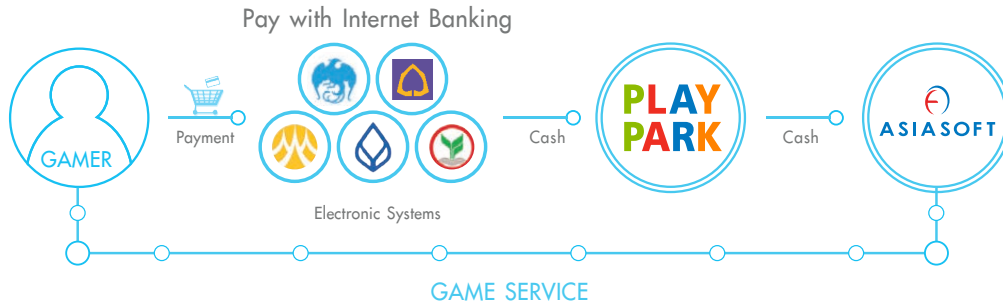 Pay with Internet Banking
GAMER
Payment
Electronic Systems
Cash
PLAY
PARK
Cash
ASIASOFT
GAME SERVICE